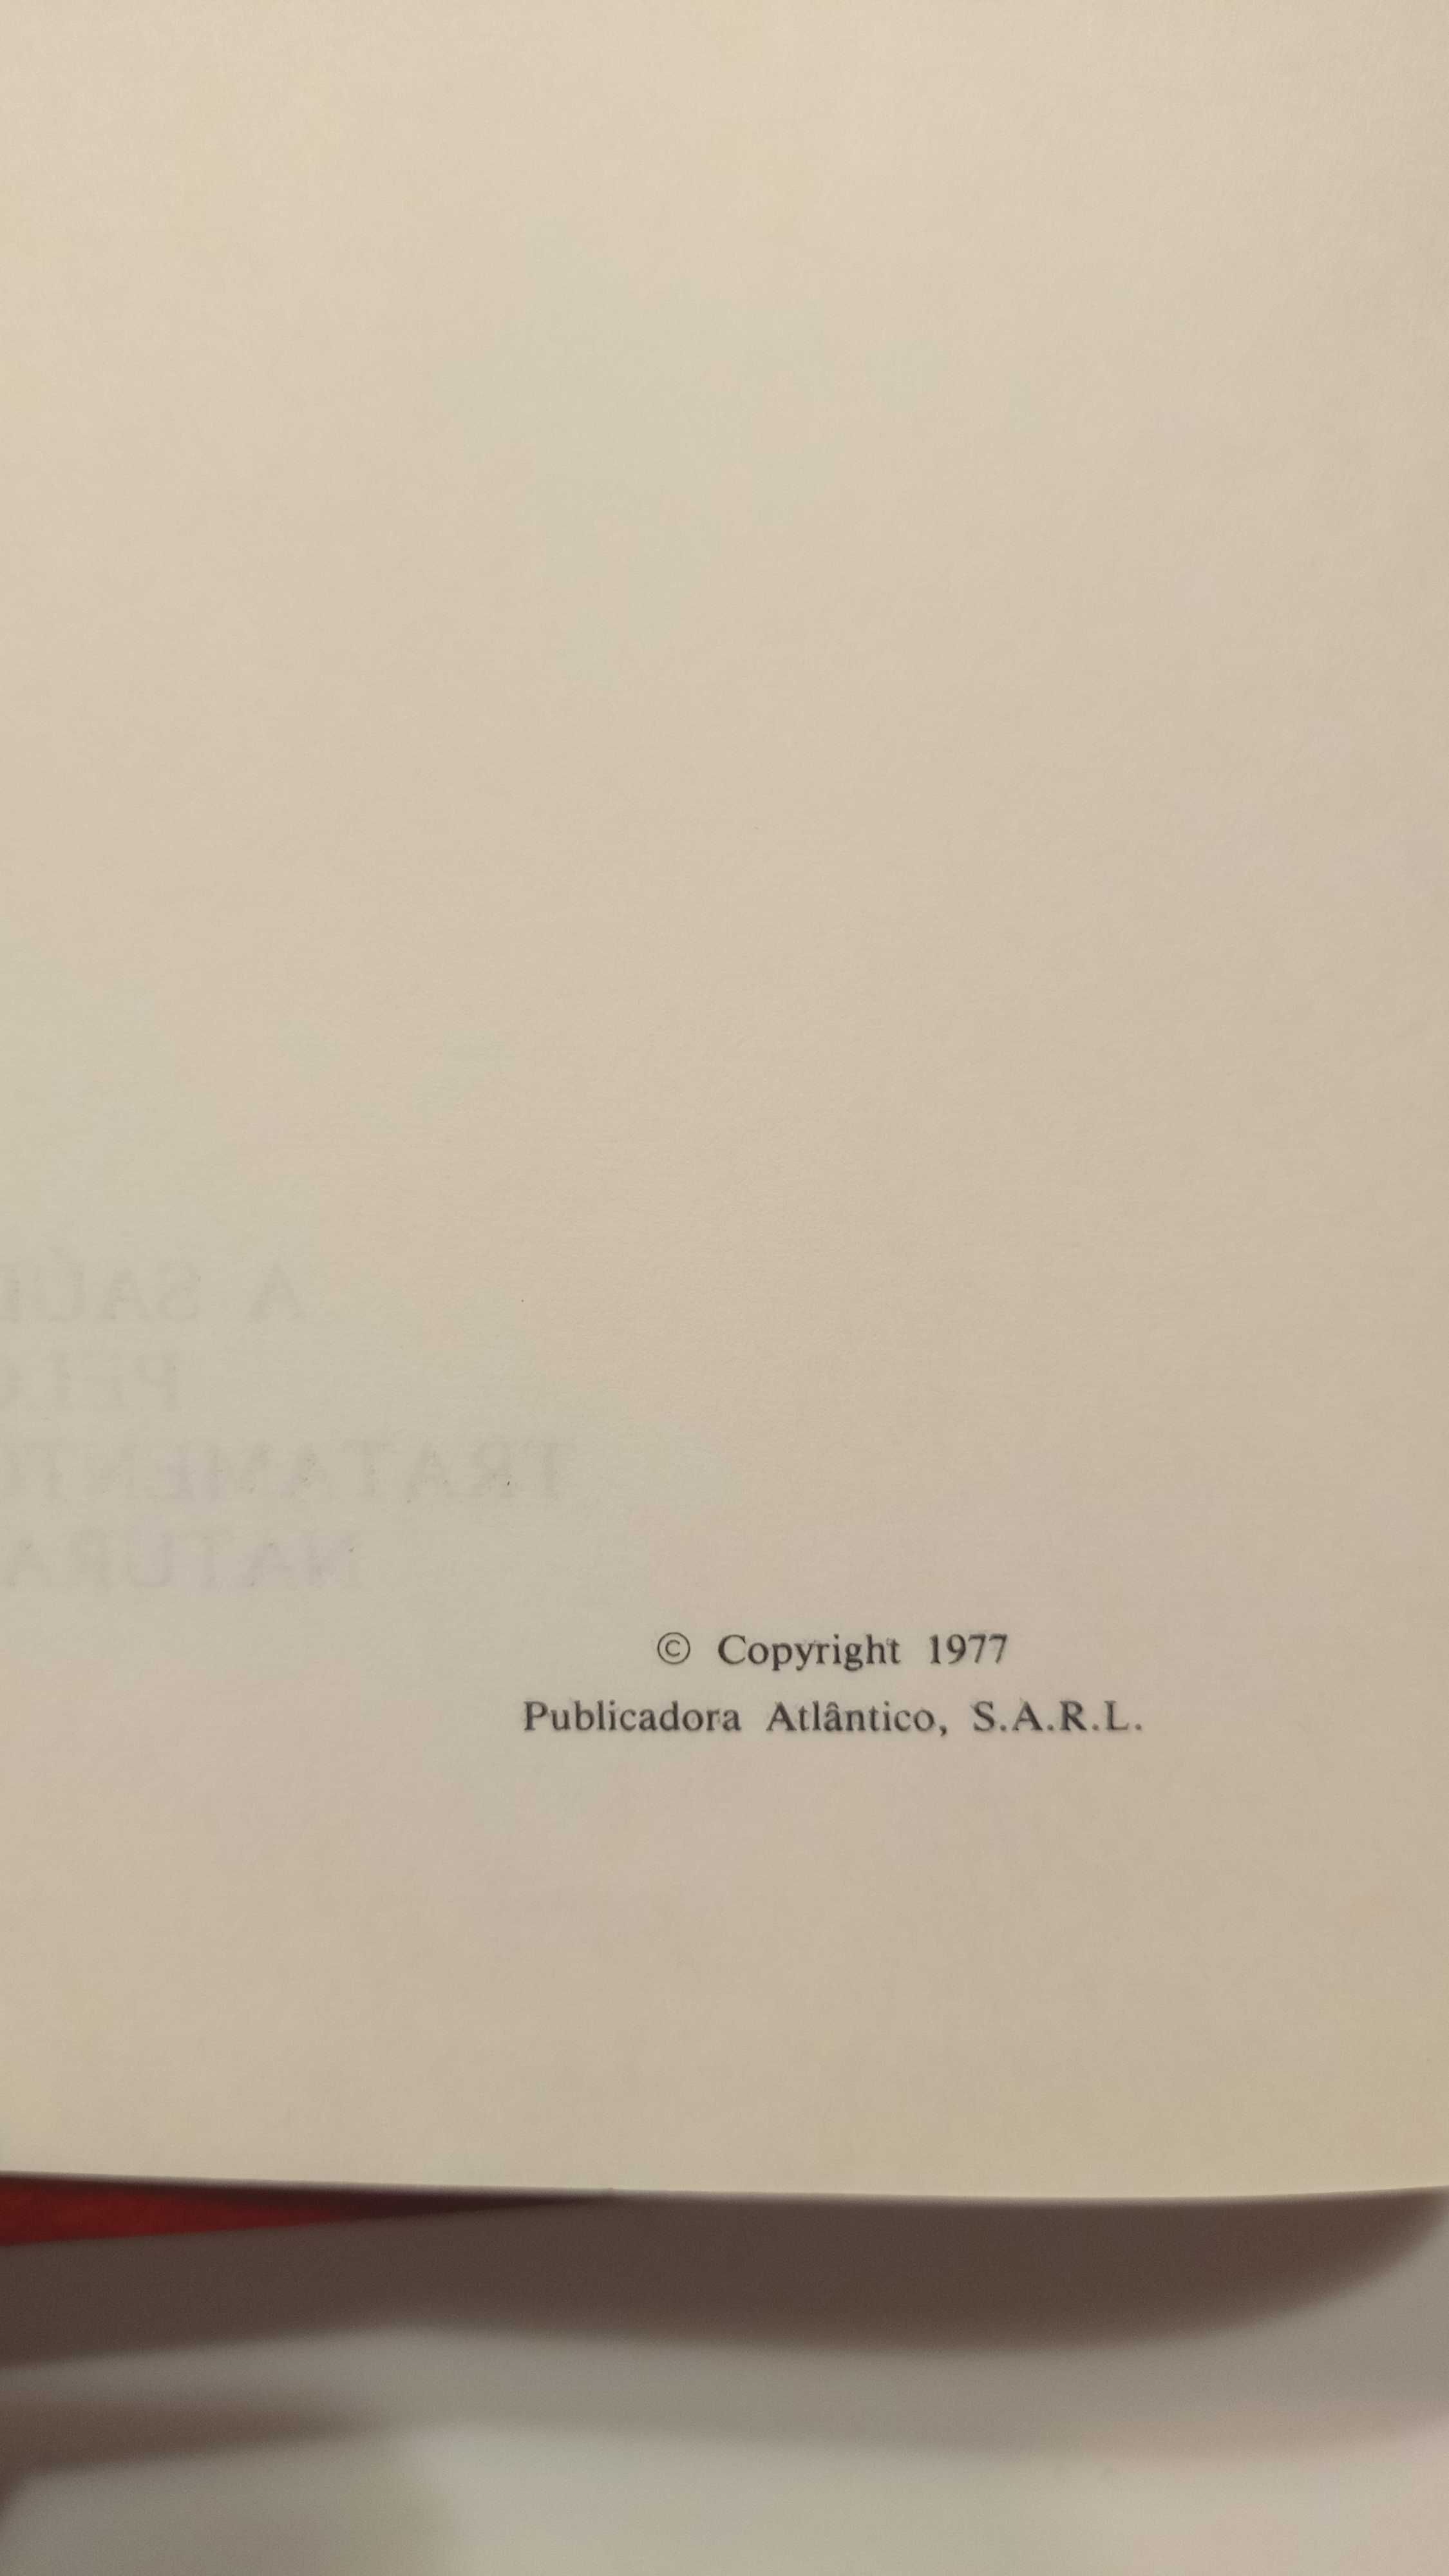 © Copyright 1977
Publicadora Atlântico, S.A.R.L.